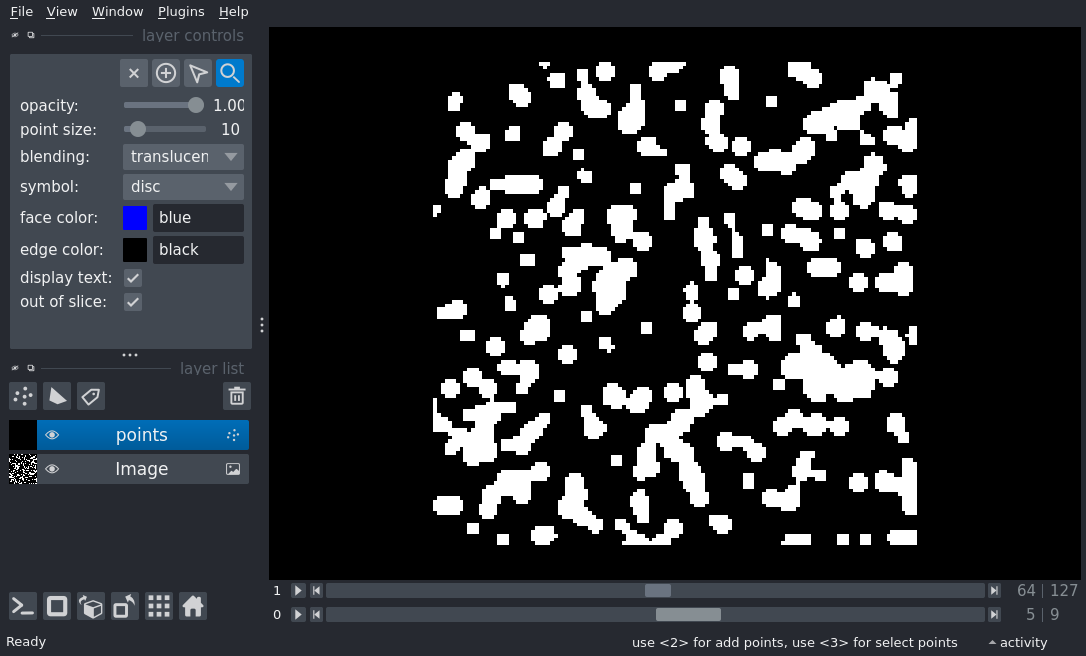 File View Window Plugins Help
layer controls
opacity: 1.00
point size: 10
blending: translucen
symbol: disc
face color: blue
edge color: black
display text:
out of slice:
layer list
points
Image
1 64 127
0 5 9
Ready use <2> for add points, use <3> for select points activity